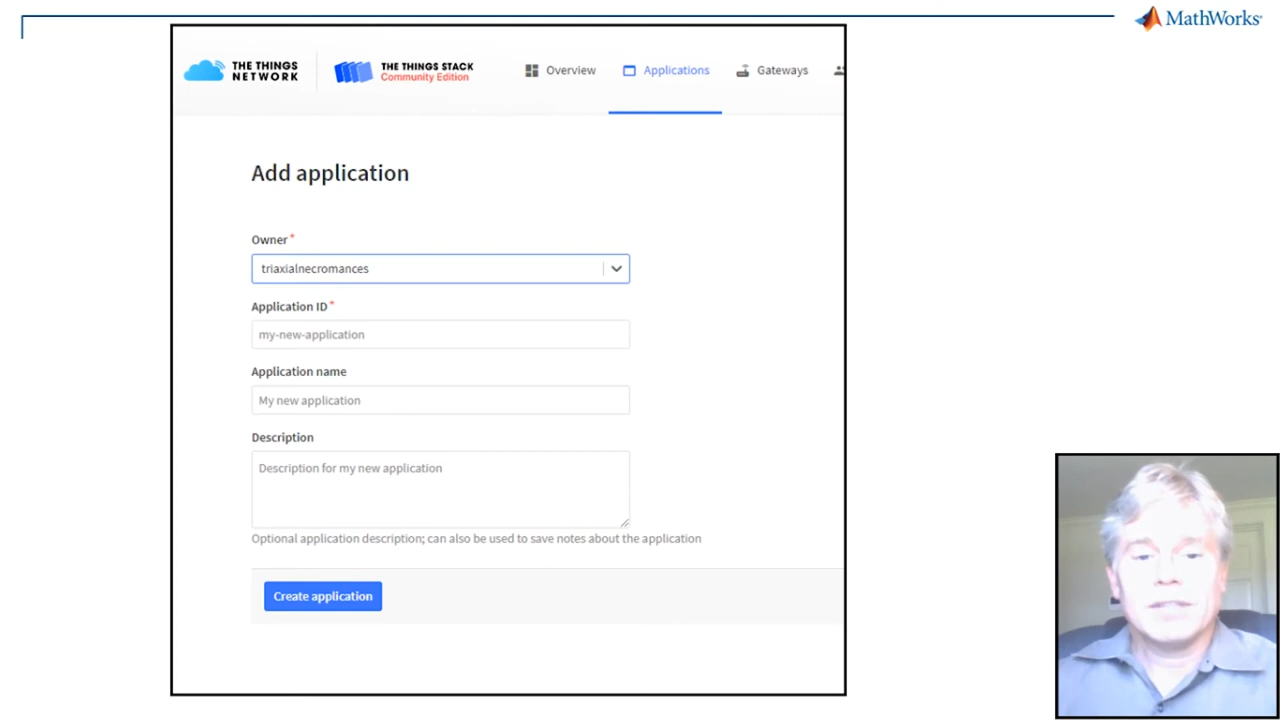 MathWorks
THE THINGS
NETWORK
THE THINGS STACK
Community Edition
Overview
Applications
Gateways
Add application
Owner *
triaxialnecromances
Application ID *
my-new-application
Application name
My new application
Description
Description for my new application
Optional application description; can also be used to save notes about the application
Create application